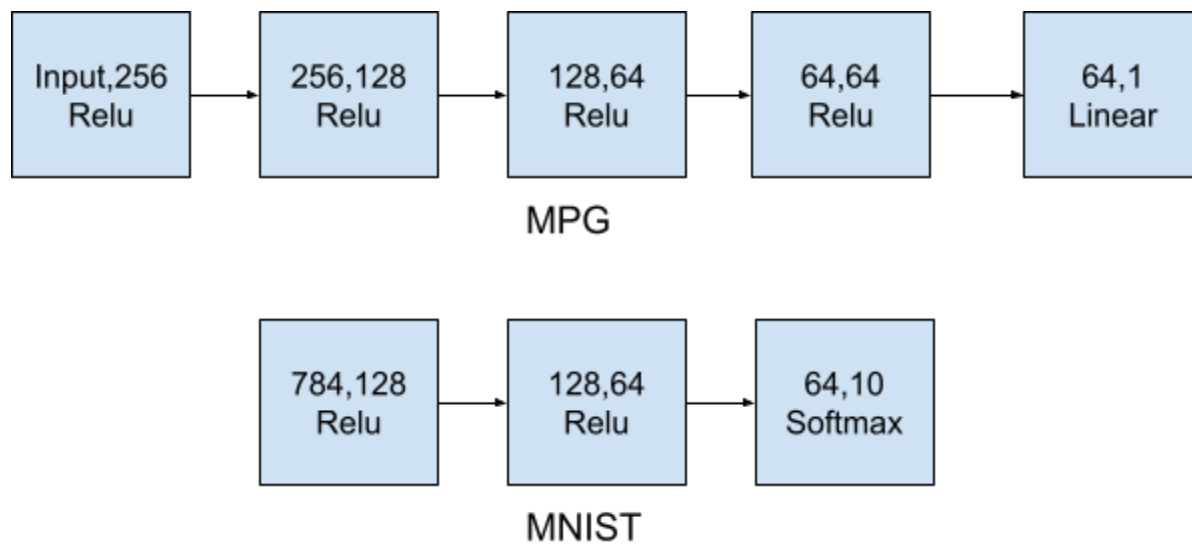 Input,256
Relu
256,128
Relu
128,64
Relu
64,64
Relu
64,1
Linear
MPG
784,128
Relu
128,64
Relu
64,10
Softmax
MNIST